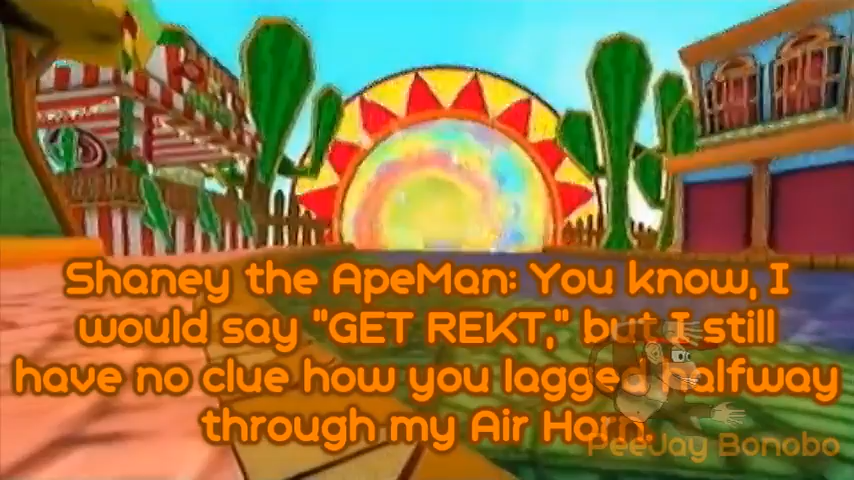 Shaney the ApeMan: You know, I
would say "GET REKT," but I still
have no clue how you lagged halfway
through my Air Horn.
PeeJay Bonobo